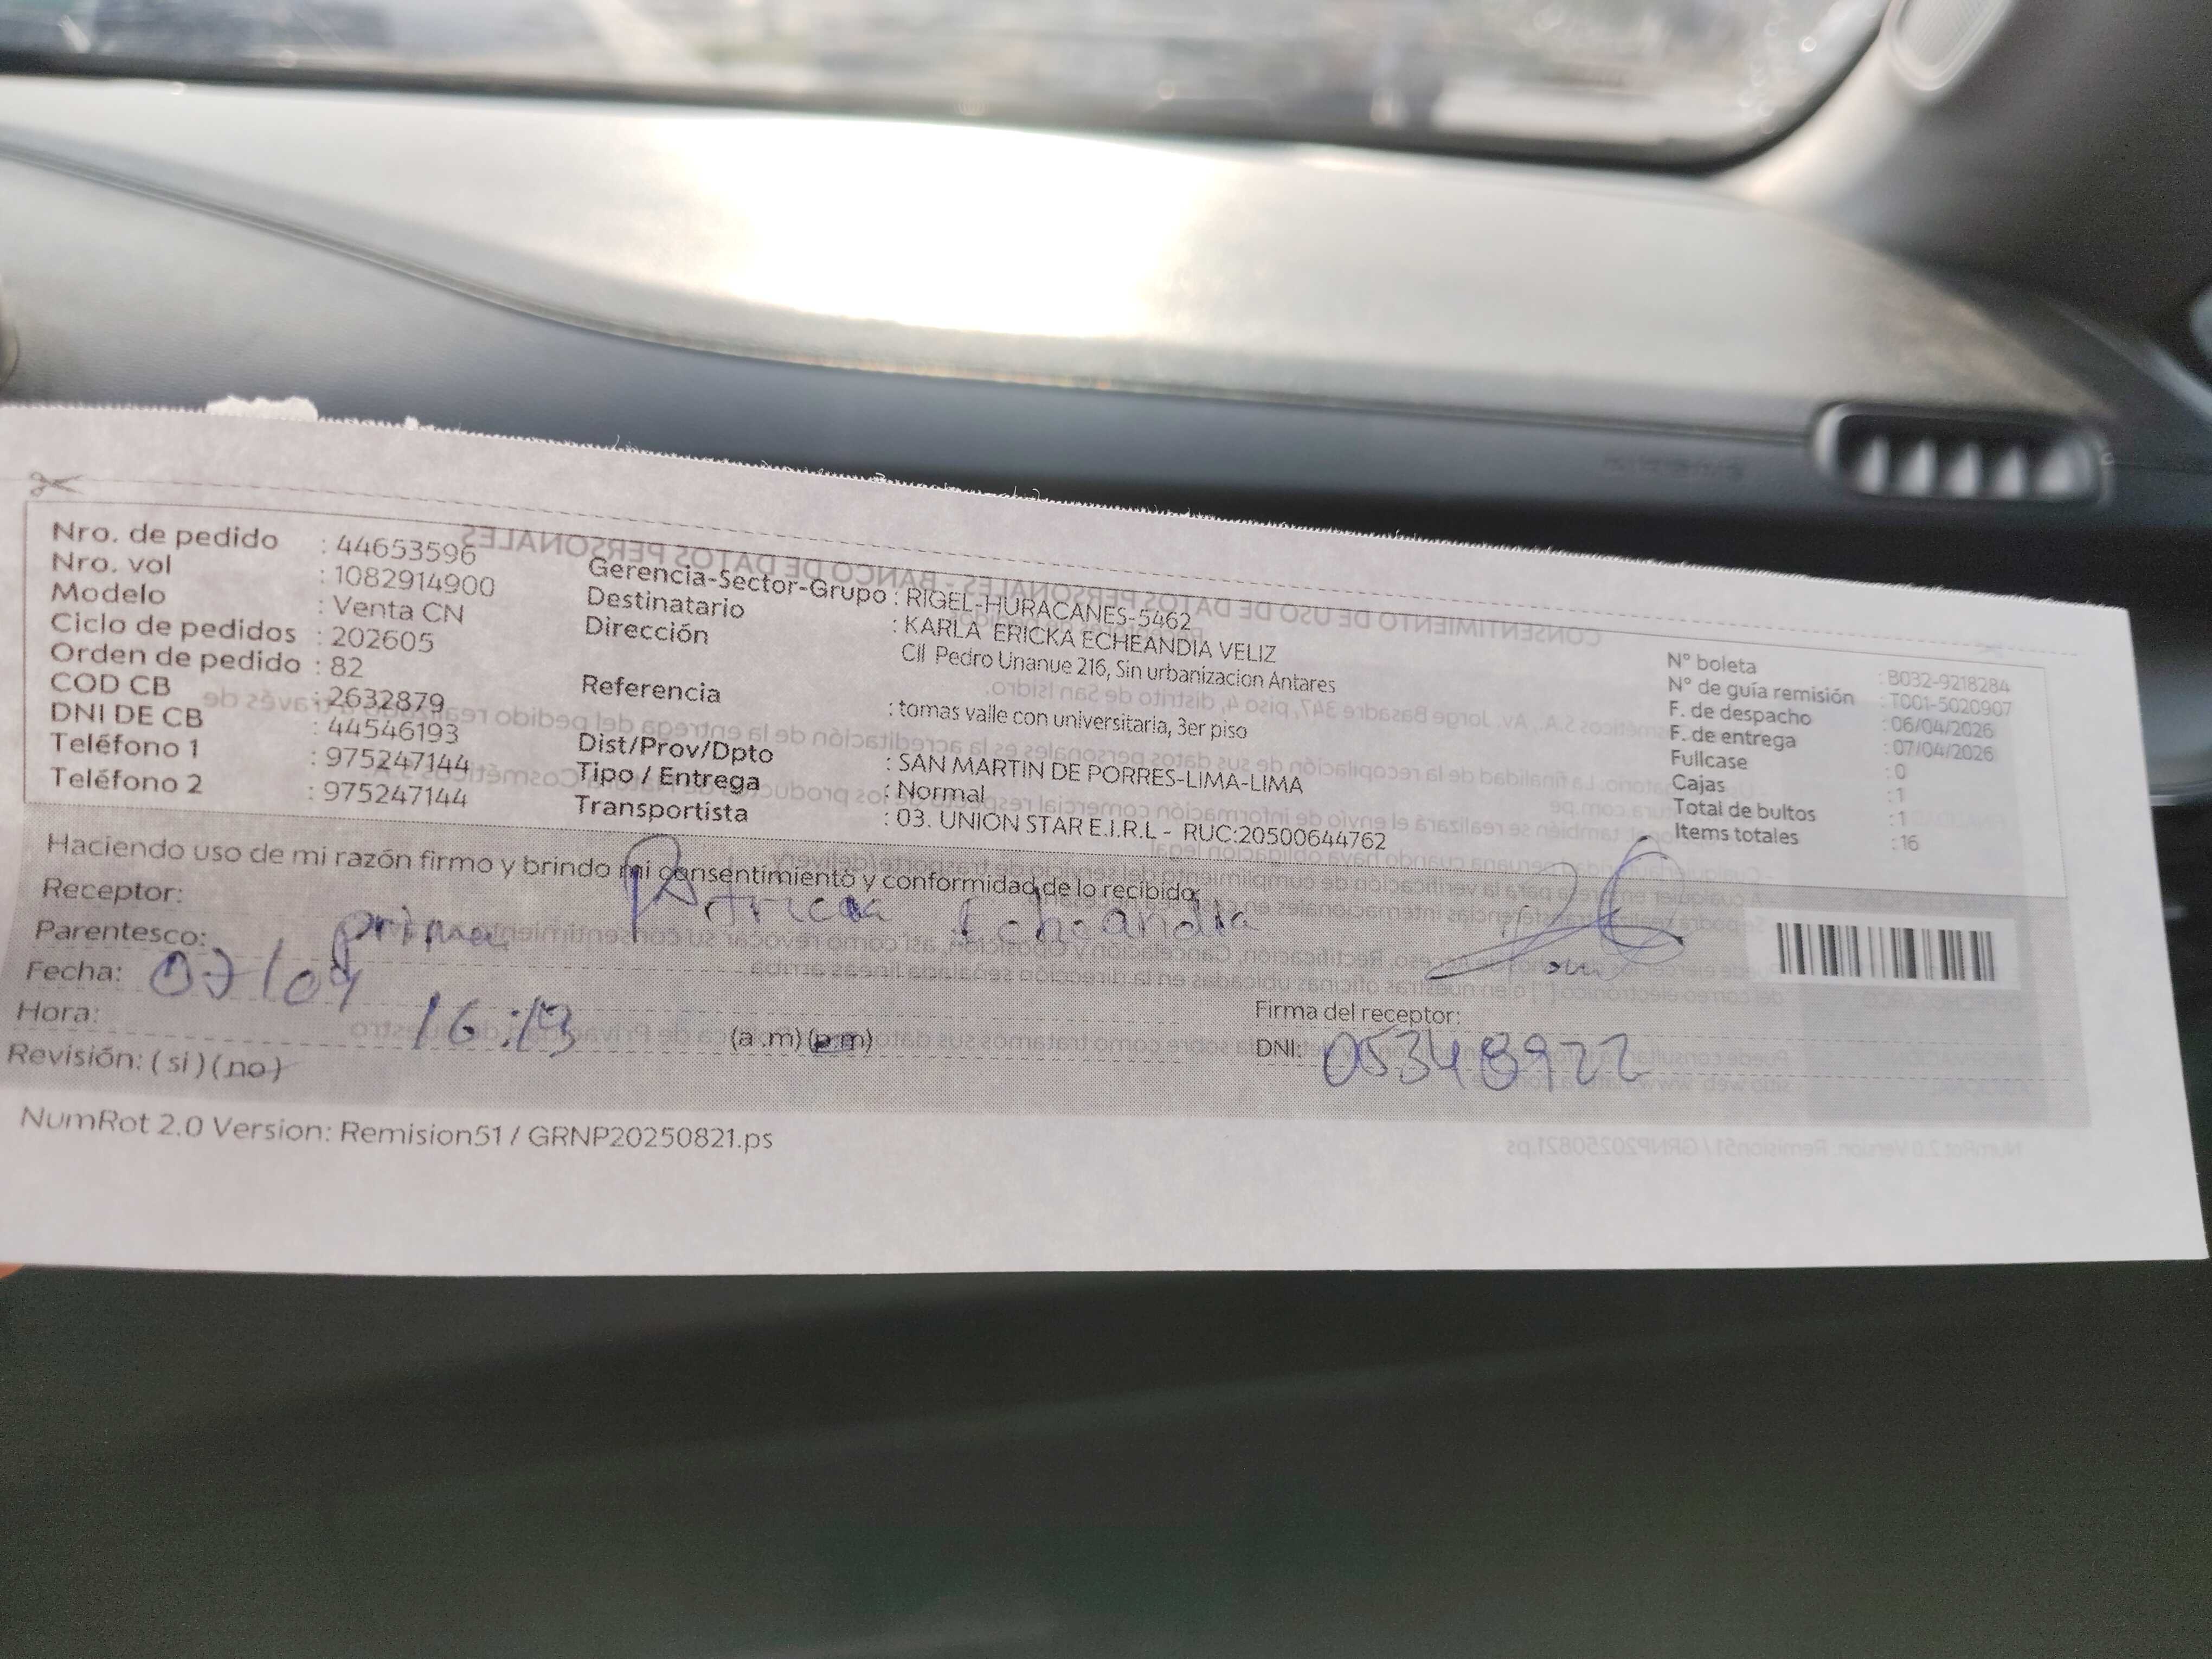 Nro. de pedido : 44653596
Nro. vol : 1082914900
Modelo : Venta CN
Ciclo de pedidos : 202605
Orden de pedido : 82
COD CB : 2632879
DNI DE CB : 44546193
Teléfono 1 : 975247144
Teléfono 2 : 975247144
Gerencia-Sector-Grupo : RIGEL-HURACANES-5462
Destinatario : KARLA ERICKA ECHEANDIA VELIZ
Dirección Cll Pedro Unanue 216, Sin urbanizacion Antares
Referencia : tomas valle con universitaria, 3er piso
Dist/Prov/Dpto : SAN MARTIN DE PORRES-LIMA-LIMA
Tipo / Entrega : Normal
Transportista : 03. UNION STAR E.I.R.L - RUC:20500644762
N° boleta : B032-9218284
N° de guía remisión : T001-5020907
F. de despacho : 06/04/2026
F. de entrega : 07/04/2026
Fullcase : 0
Cajas : 1
Total de bultos : 1
Items totales : 16
Haciendo uso de mi razón firmo y brindo mi consentimiento y conformidad de lo recibido.
Receptor: Patricia Echeandia
Parentesco: prima
Fecha: 07/04
Hora: 16:13 (a .m) (p.m)
Revisión: (si) (no)
Firma del receptor:
DNI: 05348922
NumRot 2.0 Version: Remision51 / GRNP20250821.ps